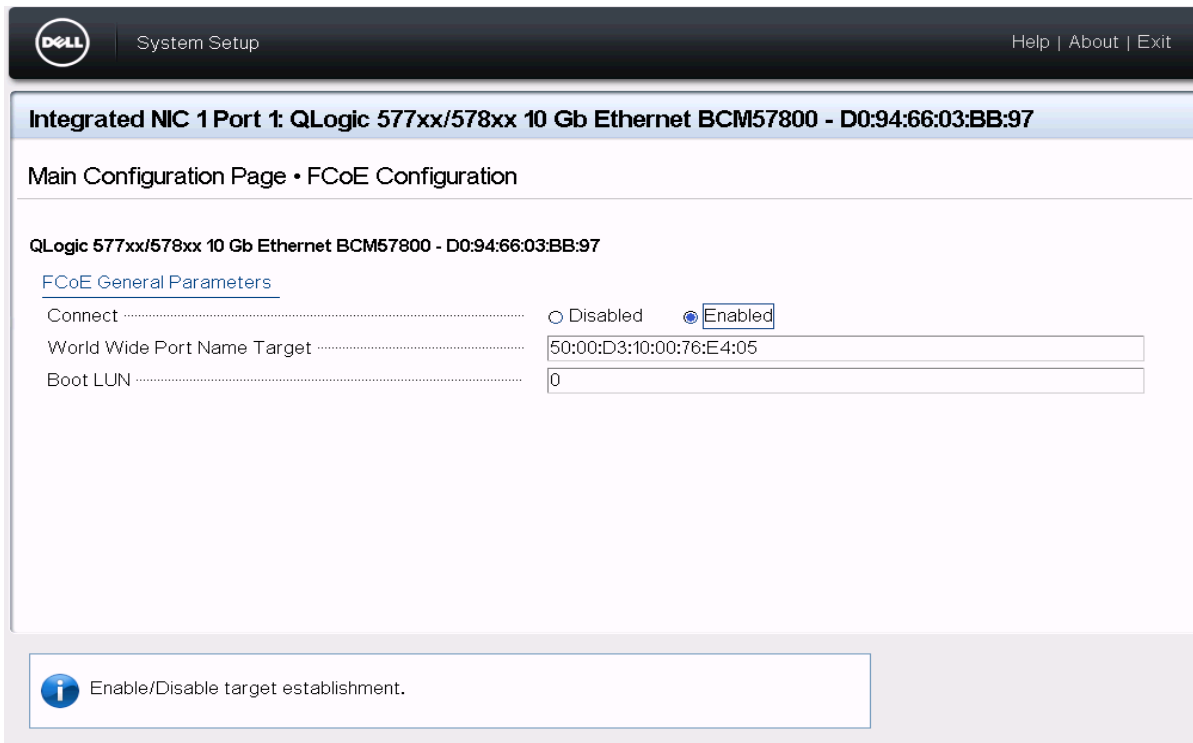 DELL
System Setup
Help | About | Exit
Integrated NIC 1 Port 1: QLogic 577xx/578xx 10 Gb Ethernet BCM57800 - D0:94:66:03:BB:97
Main Configuration Page • FCoE Configuration
QLogic 577xx/578xx 10 Gb Ethernet BCM57800 - D0:94:66:03:BB:97
FCoE General Parameters
Connect Disabled Enabled
World Wide Port Name Target 50:00:D3:10:00:76:E4:05
Boot LUN 0
Enable/Disable target establishment.